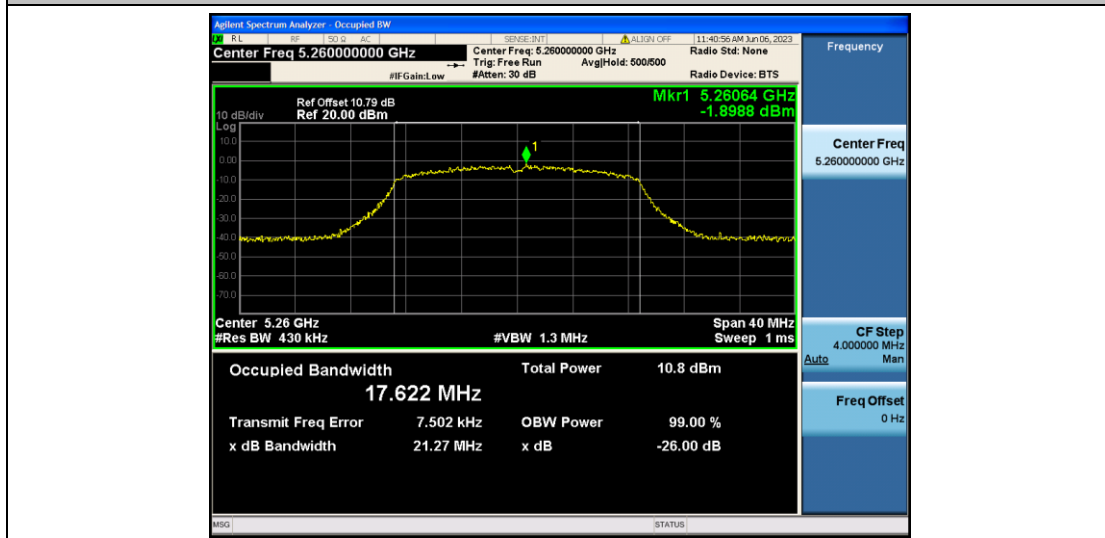 Agilent Spectrum Analyzer - Occupied BW
RL RF 50 Ω AC SENSE:INT ALIGN OFF 11:40:56 AM Jun 06, 2023
Center Freq 5.260000000 GHz
Center Freq: 5.260000000 GHz
Radio Std: None
Trig: Free Run Avg|Hold: 500/500
#IFGain:Low
#Atten: 30 dB
Radio Device: BTS
Frequency
Mkr1 5.26064 GHz
-1.8988 dBm
Ref Offset 10.79 dB
10 dB/div Ref 20.00 dBm
Log
10.0
0.00
-10.0
-20.0
-30.0
-40.0
-50.0
-60.0
-70.0
1
Center 5.26 GHz
Span 40 MHz
#Res BW 430 kHz
#VBW 1.3 MHz
Sweep 1 ms
Occupied Bandwidth
17.622 MHz
Total Power 10.8 dBm
Transmit Freq Error 7.502 kHz
OBW Power 99.00 %
x dB Bandwidth 21.27 MHz
x dB -26.00 dB
Center Freq
5.260000000 GHz
CF Step
4.000000 MHz
Auto Man
Freq Offset
0 Hz
MSG
STATUS